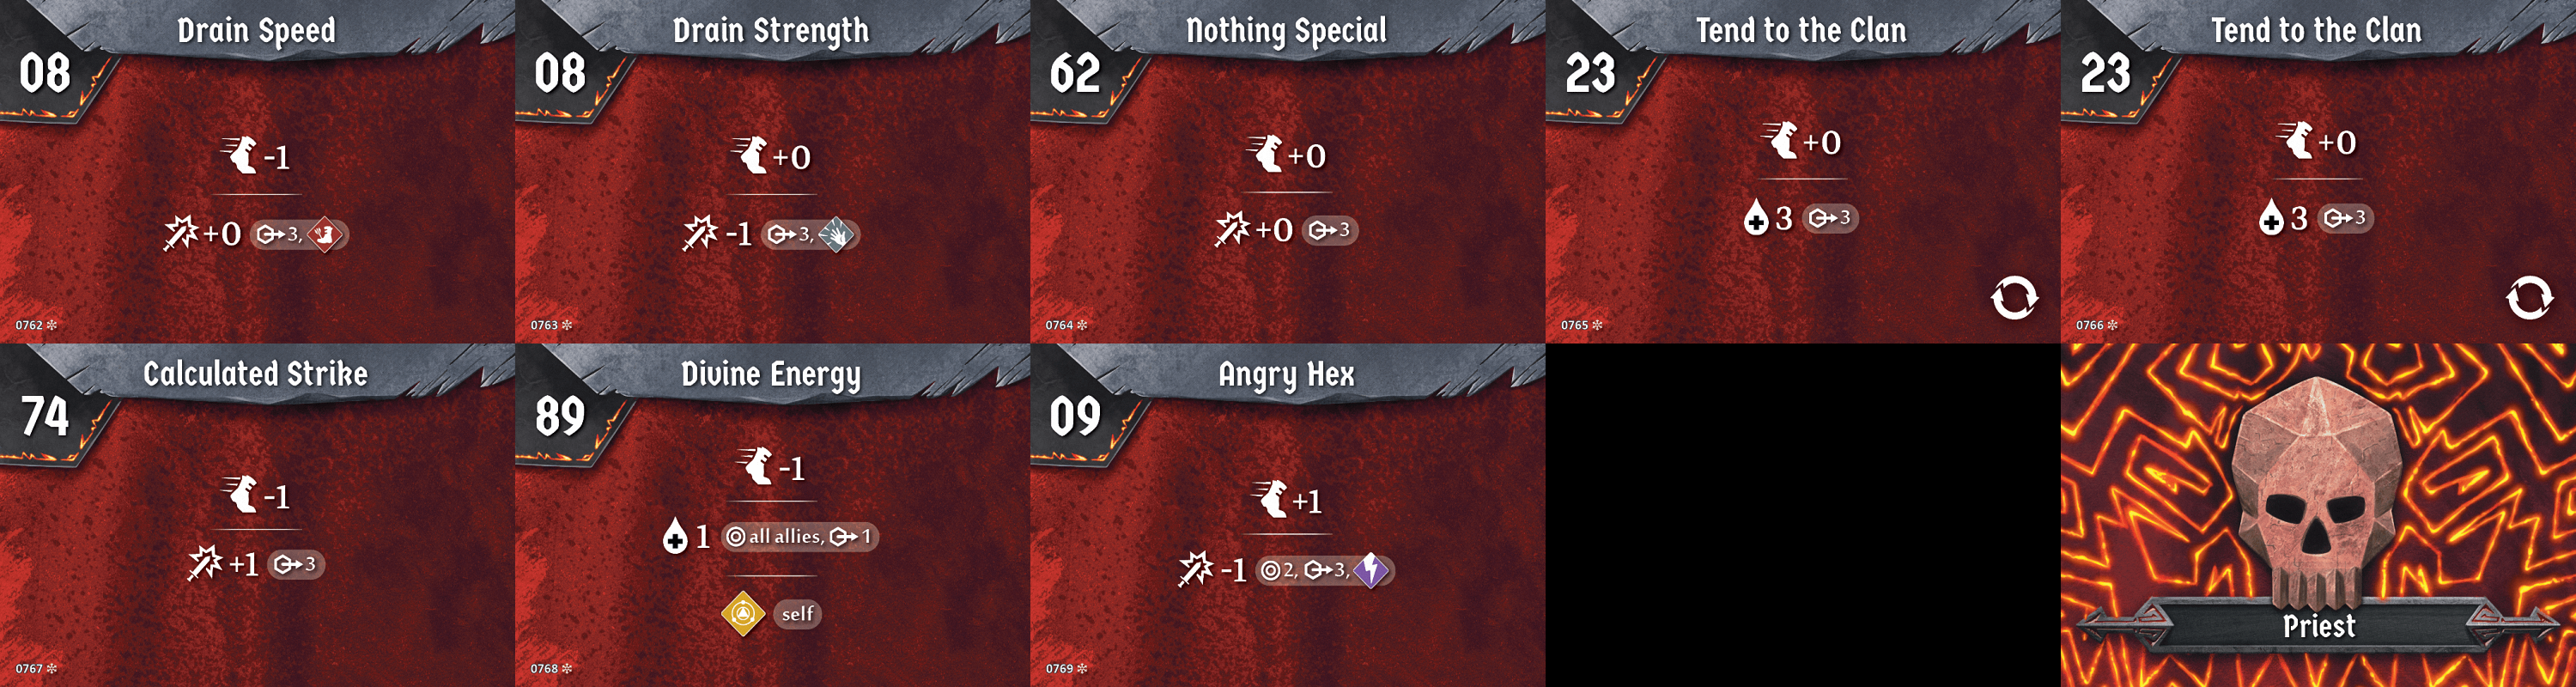 Drain Speed
08
-1
+0 3,
0762
Drain Strength
08
+0
-1 3,
0763
Nothing Special
62
+0
+0 3
0764
Tend to the Clan
23
+0
3 3
0765
Tend to the Clan
23
+0
3 3
0766
Calculated Strike
74
-1
+1 3
0767
Divine Energy
89
-1
1 all allies, 1
self
0768
Angry Hex
09
+1
-1 2, 3,
0769
Priest